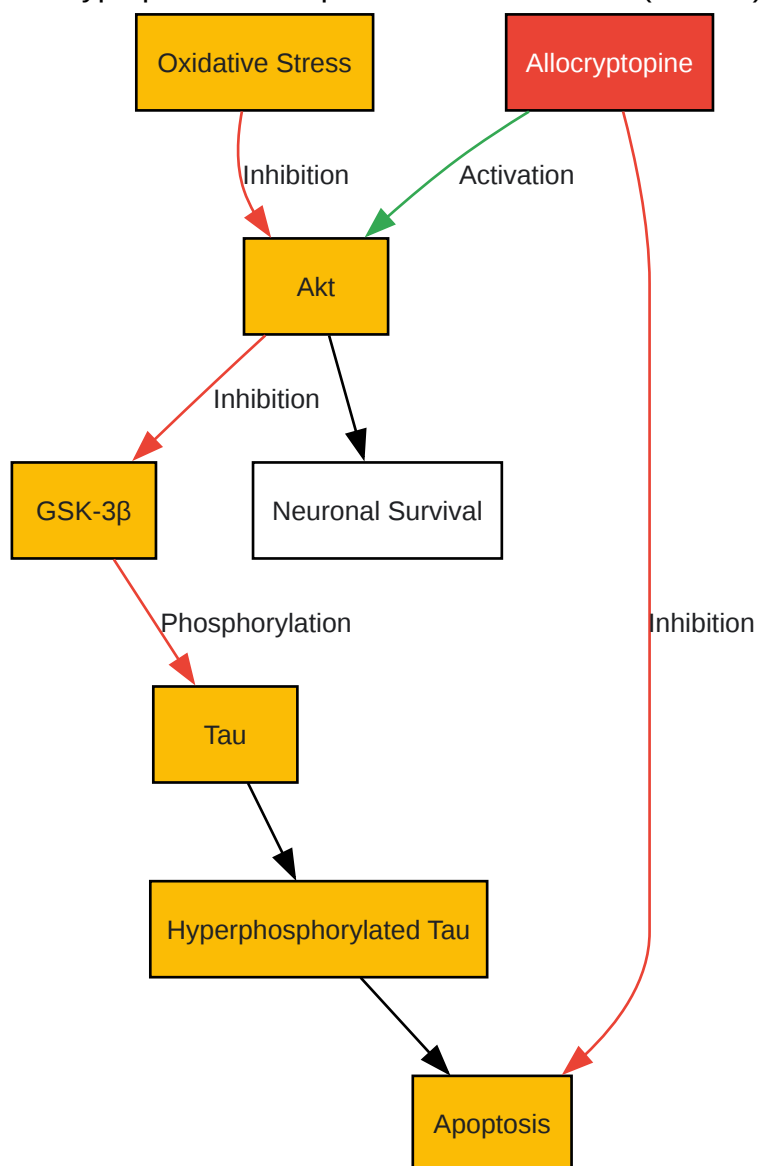 Oxidative Stress
Allocryptopine
Inhibition
Activation
Akt
Inhibition
GSK-3β
Neuronal Survival
Phosphorylation
Inhibition
Tau
Hyperphosphorylated Tau
Apoptosis